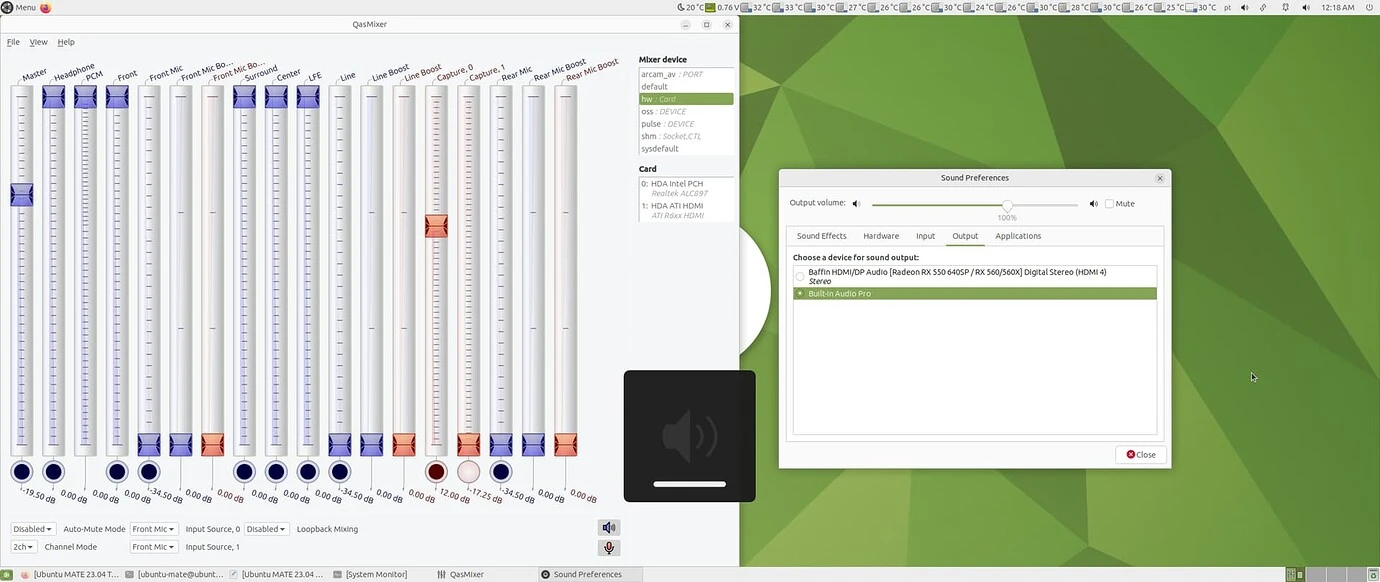 Menu
20 °C 0.76 V 32 °C 33 °C 30 °C 27 °C 26 °C 26 °C 30 °C 24 °C 26 °C 30 °C 28 °C 30 °C 26 °C 25 °C 30 °C pt 12:18 AM
QasMixer
File View Help
Master Headphone PCM Front Front Mic Front Mic Bo... Front Mic Bo... Surround Center LFE Line Line Boost Line Boost Capture, 0 Capture, 1 Rear Mic Rear Mic Boost Rear Mic Boost
-19.50 dB 0.00 dB 0.00 dB 0.00 dB -34.50 dB 0.00 dB 0.00 dB 0.00 dB 0.00 dB 0.00 dB -34.50 dB 0.00 dB 0.00 dB 12.00 dB -17.25 dB -34.50 dB 0.00 dB 0.00 dB
Disabled Auto-Mute Mode Front Mic Input Source, 0 Disabled Loopback Mixing
2ch Channel Mode Front Mic Input Source, 1
Mixer device
arcam_av : PORT
default
hw : Card
oss : DEVICE
pulse : DEVICE
shm : Socket,CTL
sysdefault
Card
0: HDA Intel PCH
Realtek ALC897
1: HDA ATI HDMI
ATI R6xx HDMI
Sound Preferences
Output volume: Mute
100%
Sound Effects Hardware Input Output Applications
Choose a device for sound output:
Baffin HDMI/DP Audio [Radeon RX 550 640SP / RX 560/560X] Digital Stereo (HDMI 4)
Stereo
Built-in Audio Pro
Close
[Ubuntu MATE 23.04 T... [ubuntu-mate@ubunt... [Ubuntu MATE 23.04 ... [System Monitor] QasMixer Sound Preferences